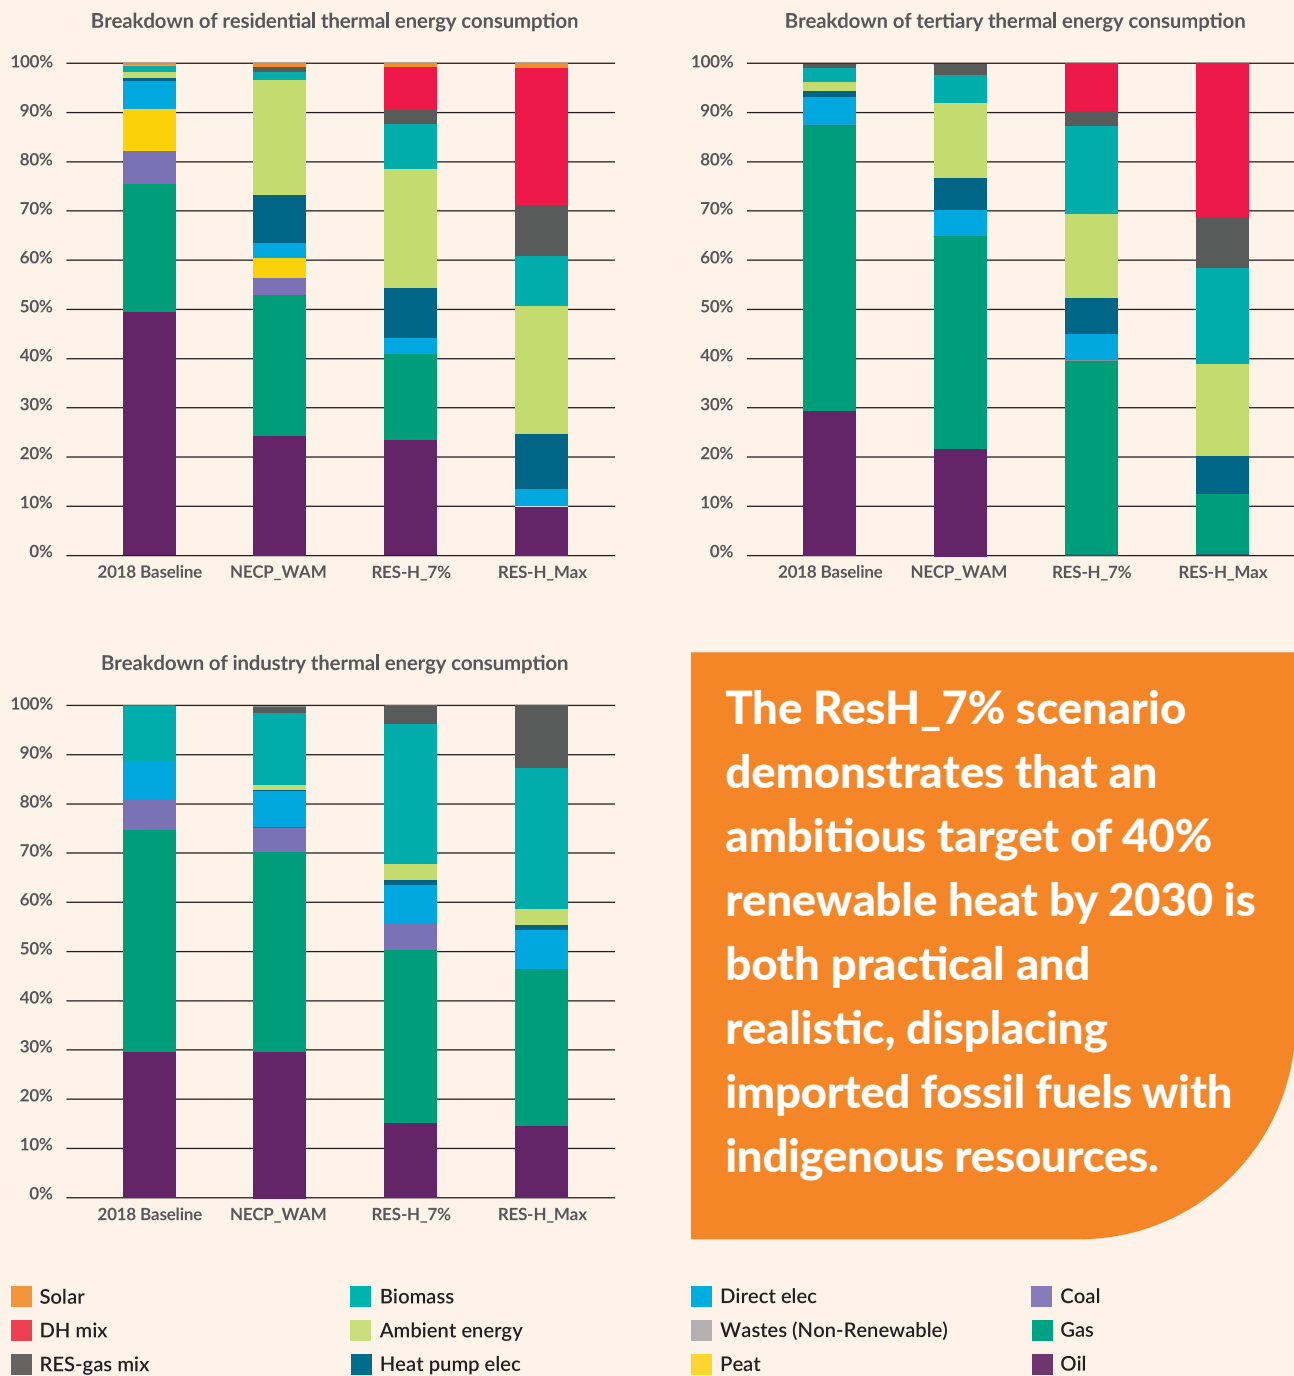 Breakdown of residential thermal energy consumption
100%
90%
80%
70%
60%
50%
40%
30%
20%
10%
0%
2018 Baseline NECP_WAM RES-H_7% RES-H_Max
Breakdown of tertiary thermal energy consumption
100%
90%
80%
70%
60%
50%
40%
30%
20%
10%
0%
2018 Baseline NECP_WAM RES-H_7% RES-H_Max
Breakdown of industry thermal energy consumption
100%
90%
80%
70%
60%
50%
40%
30%
20%
10%
0%
2018 Baseline NECP_WAM RES-H_7% RES-H_Max
The ResH_7% scenario
demonstrates that an
ambitious target of 40%
renewable heat by 2030 is
both practical and
realistic, displacing
imported fossil fuels with
indigenous resources.
Solar
DH mix
RES-gas mix
Biomass
Ambient energy
Heat pump elec
Direct elec
Wastes (Non-Renewable)
Peat
Coal
Gas
Oil